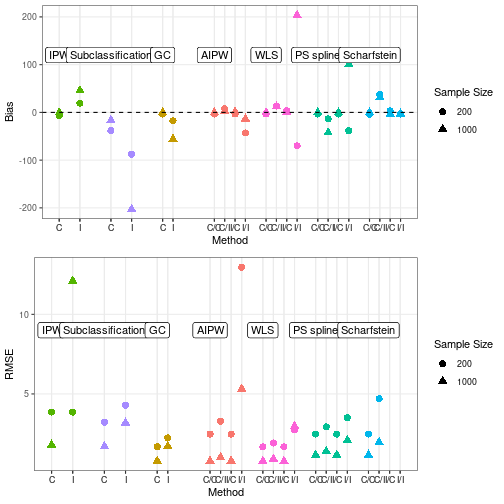 200
IPW Subclassification GC AIPW WLS PS spline Scharfstein
100
0
-100
-200
Bias
C I C I C I
Method
Sample Size
200
1000
10
IPW Subclassification GC AIPW WLS PS spline Scharfstein
5
RMSE
C I C I C I
Method
Sample Size
200
1000